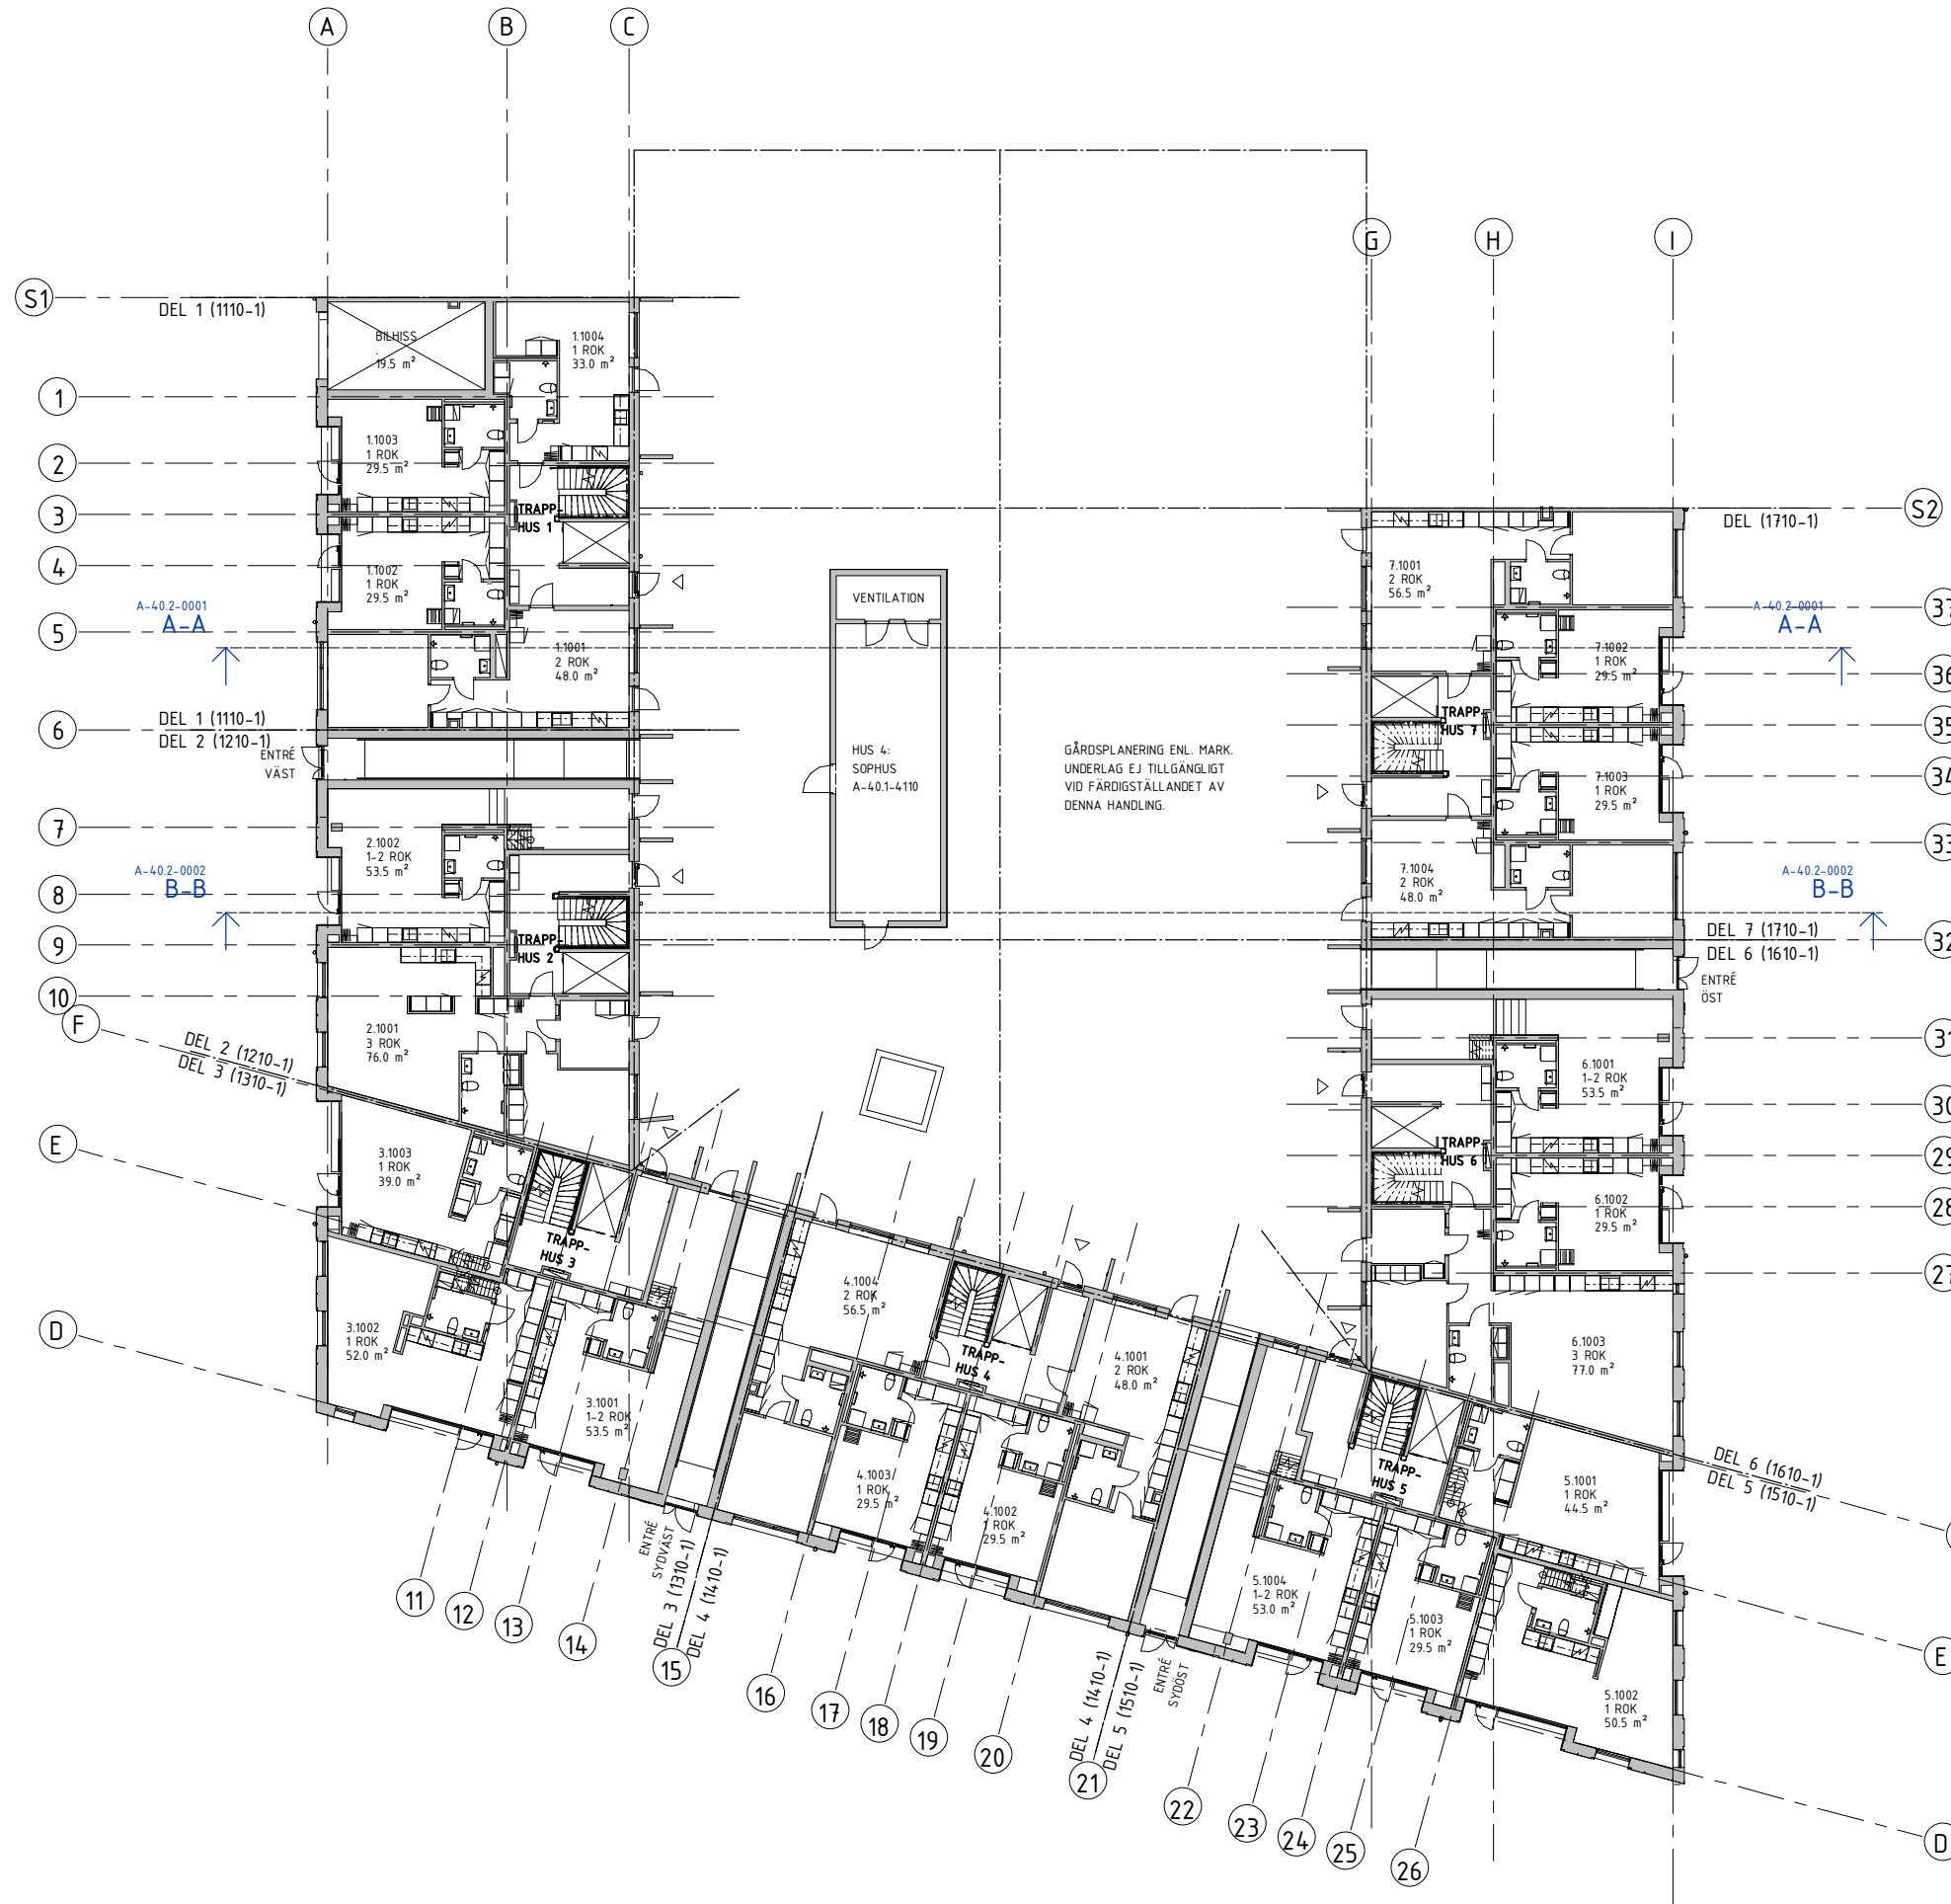 A
B
C
G
H
I
S1
DEL 1 (1110-1)
S2
DEL (1710-1)
BILHISS
19.5 m²
1.1004
1 ROK
33.0 m²
1
1.1003
1 ROK
29.5 m²
2
3
TRAPP-
HUS 1
4
1.1002
1 ROK
29.5 m²
A-40.2-0001
A-A
5
1.1001
2 ROK
48.0 m²
6
DEL 1 (1110-1)
DEL 2 (1210-1)
ENTRÉ
VÄST
7
2.1002
1-2 ROK
53.5 m²
A-40.2-0002
B-B
8
9
TRAPP-
HUS 2
10
F
2.1001
3 ROK
76.0 m²
DEL 2 (1210-1)
DEL 3 (1310-1)
E
3.1003
1 ROK
39.0 m²
TRAPP-
HUS 3
D
3.1002
1 ROK
52.0 m²
3.1001
1-2 ROK
53.5 m²
VENTILATION
HUS 4:
SOPHUS
A-40.1-4110
GÅRDSPLANERING ENL. MARK.
UNDERLAG EJ TILLGÄNGLIGT
VID FÄRDIGSTÄLLANDET AV
DENNA HANDLING.
7.1001
2 ROK
56.5 m²
37
A-40.2-0001
A-A
7.1002
1 ROK
29.5 m²
36
TRAPP-
HUS 7
35
34
7.1003
1 ROK
29.5 m²
33
7.1004
2 ROK
48.0 m²
A-40.2-0002
B-B
DEL 7 (1710-1)
DEL 6 (1610-1)
32
ENTRÉ
ÖST
31
6.1001
1-2 ROK
53.5 m²
30
TRAPP-
HUS 6
29
6.1002
1 ROK
29.5 m²
28
27
6.1003
3 ROK
77.0 m²
4.1004
2 ROK
56.5 m²
TRAPP-
HUS 4
4.1001
2 ROK
48.0 m²
4.1003/
1 ROK
29.5 m²
4.1002
1 ROK
29.5 m²
TRAPP-
HUS 5
5.1001
1 ROK
44.5 m²
DEL 6 (1610-1)
DEL 5 (1510-1)
5.1004
1-2 ROK
53.0 m²
5.1003
1 ROK
29.5 m²
5.1002
1 ROK
50.5 m²
E
D
ENTRÉ
SYDVÄST
DEL 3 (1310-1)
DEL 4 (1410-1)
DEL 4 (1410-1)
DEL 5 (1510-1)
ENTRÉ
SYDÖST
11
12
13
14
15
16
17
18
19
20
21
22
23
24
25
26